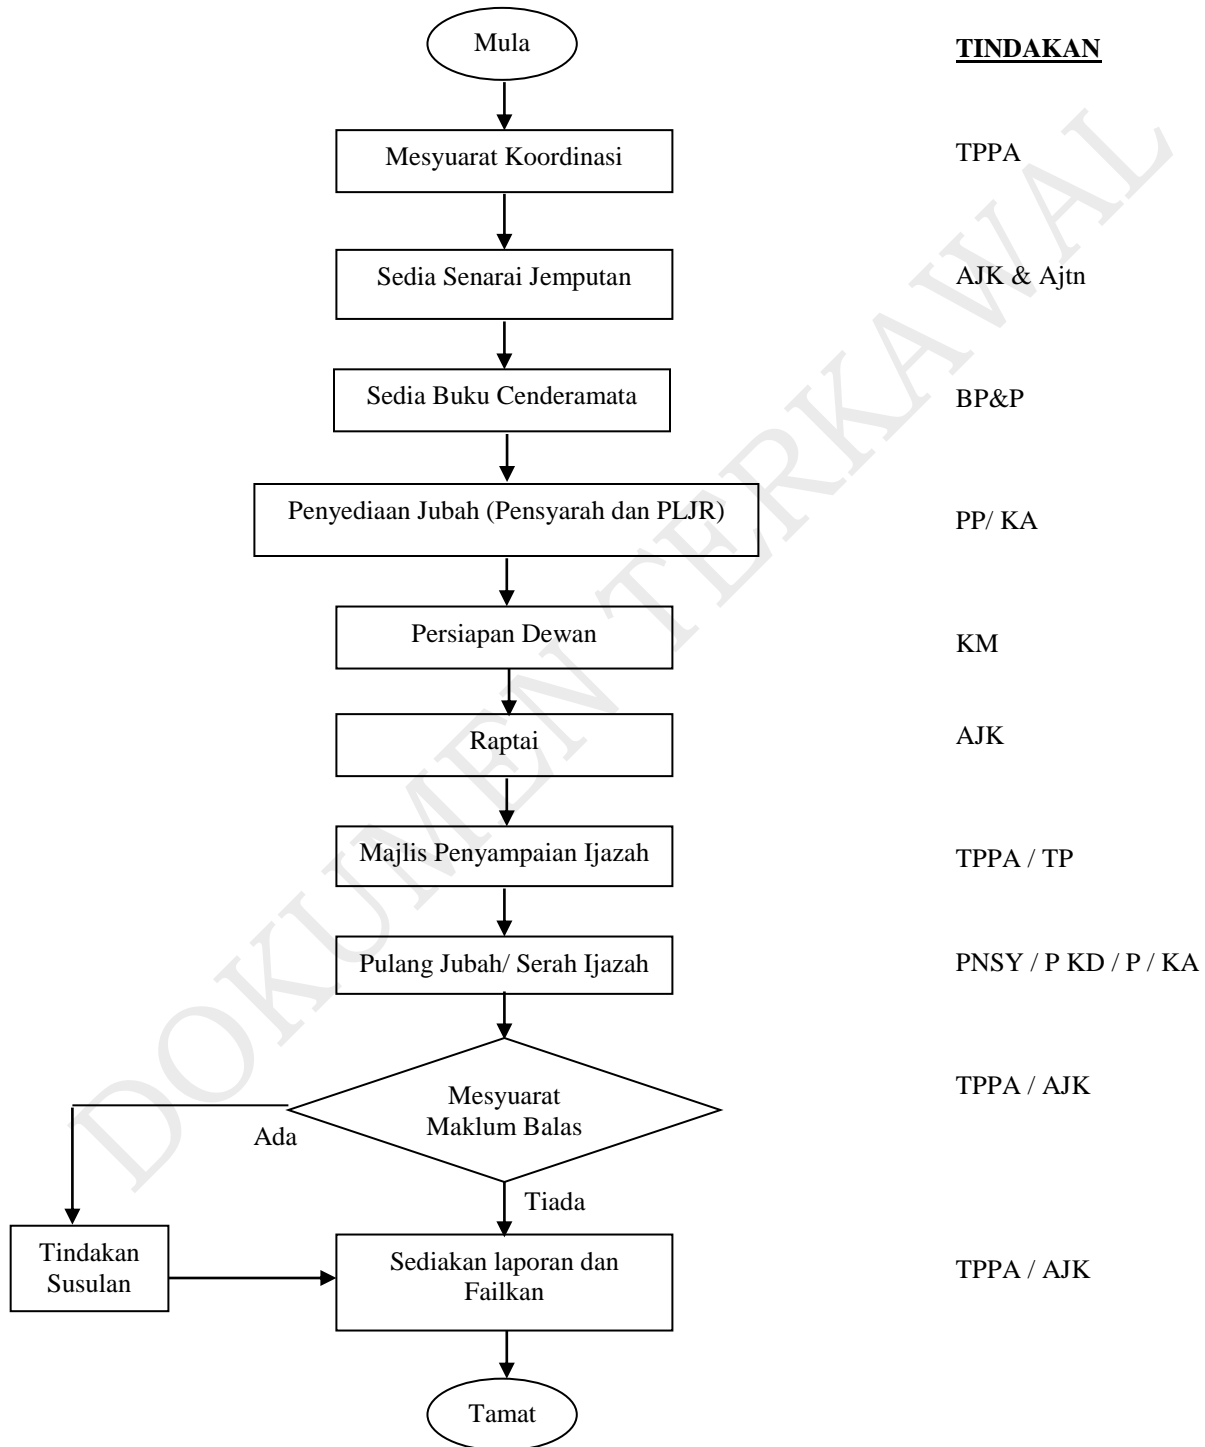 Mula
TINDAKAN
Mesyuarat Koordinasi
TPPA
Sedia Senarai Jemputan
AJK & Ajtn
Sedia Buku Cenderamata
BP&P
Penyediaan Jubah (Pensyarah dan PLJR)
PP/ KA
Persiapan Dewan
KM
Raptai
AJK
Majlis Penyampaian Ijazah
TPPA / TP
Pulang Jubah/ Serah Ijazah
PNSY / P KD / P / KA
Mesyuarat
Maklum Balas
TPPA / AJK
Ada
Tiada
Tindakan
Susulan
Sediakan laporan dan
Failkan
TPPA / AJK
Tamat
DOKUMEN TERKAWAL